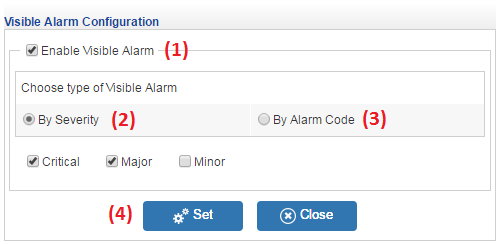 Visible Alarm Configuration
Enable Visible Alarm (1)
Choose type of Visible Alarm
By Severity (2) By Alarm Code (3)
Critical Major Minor
(4) Set Close